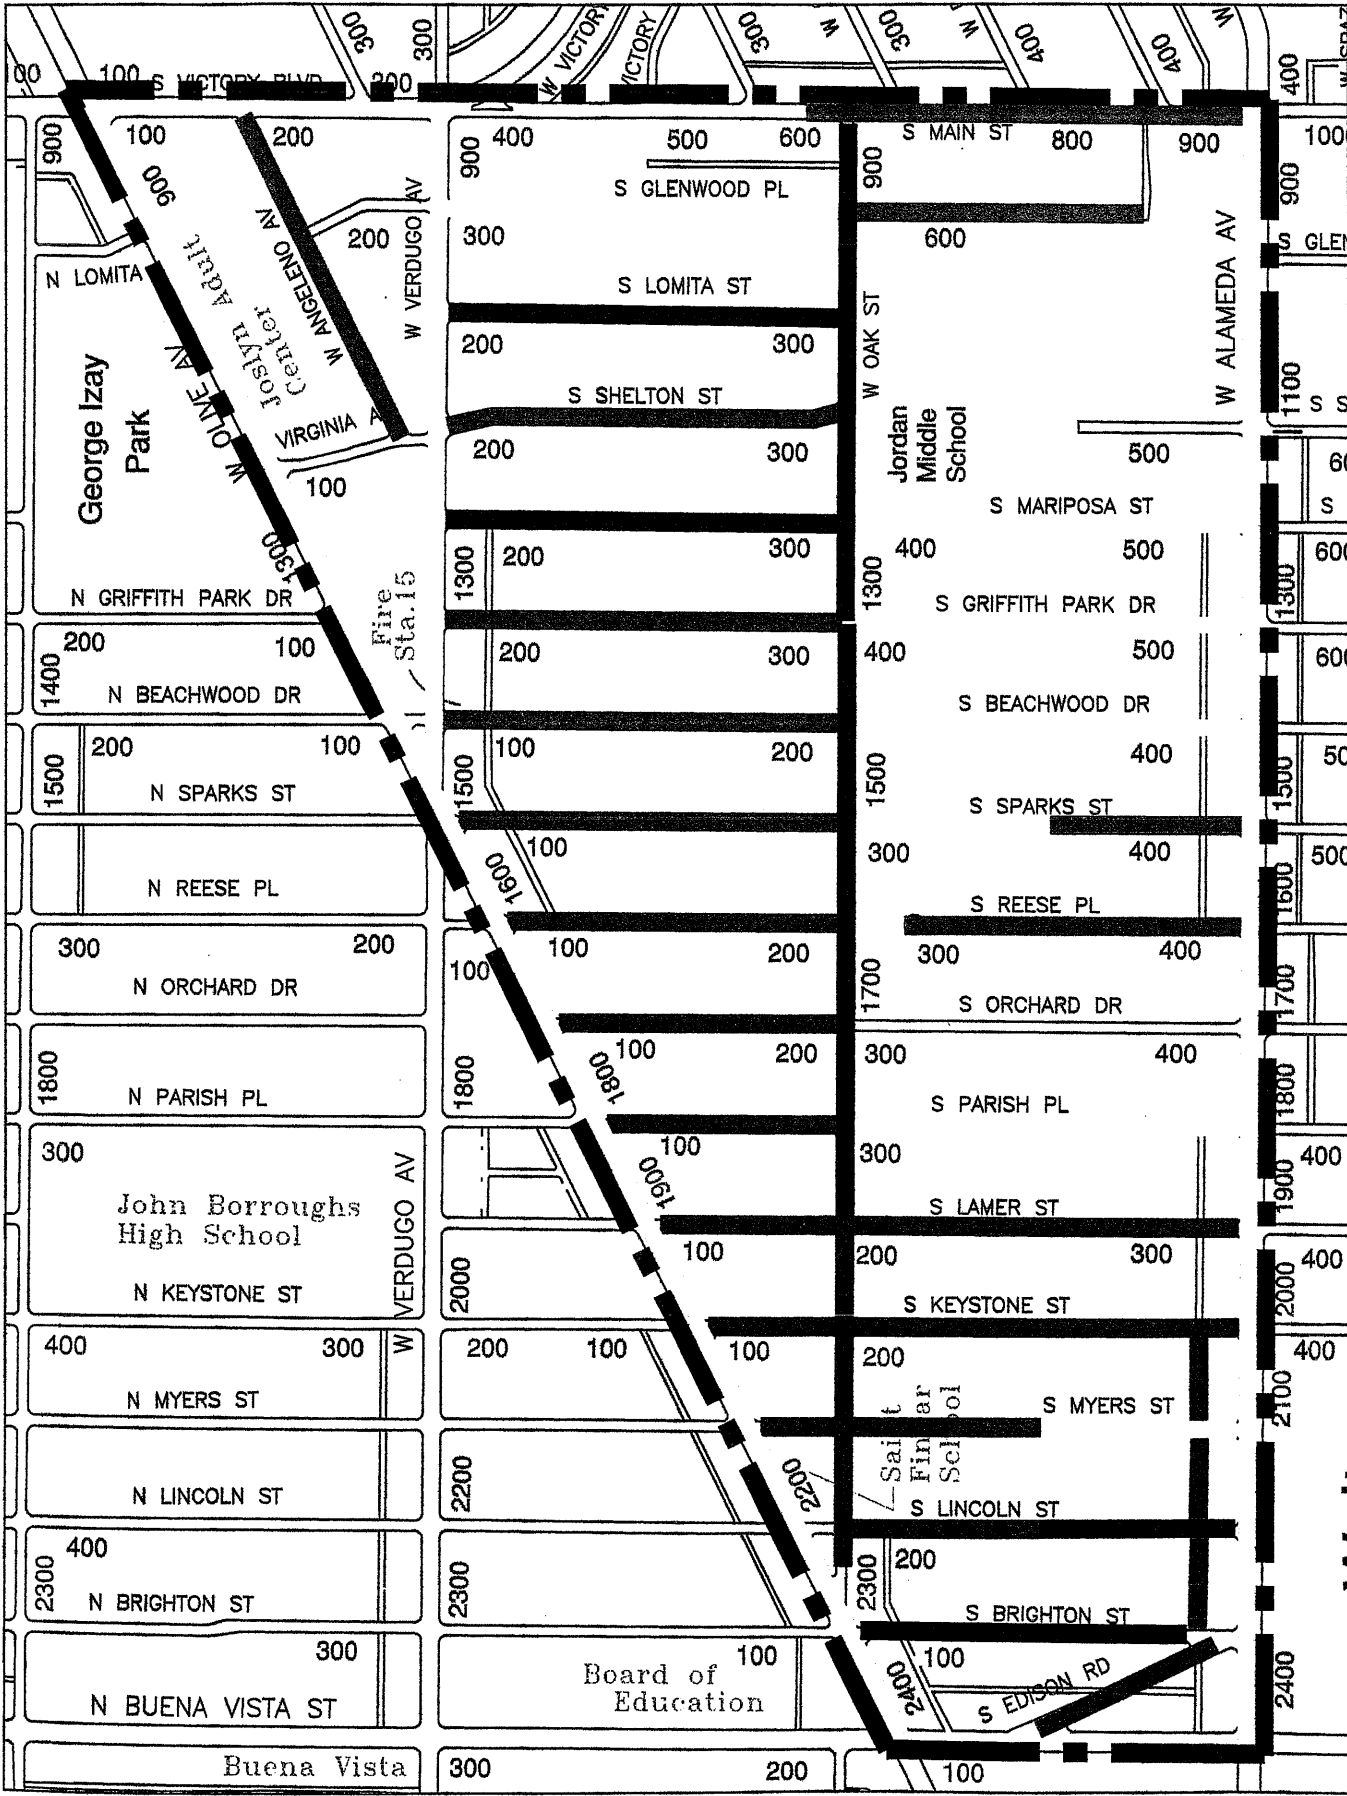 300
300
W VICTORY
VICTORY
W
300
W
300
W
400
400
W
400
00
100
S VICTORY BLVD
200
900
100
200
900
400
500
600
S MAIN ST
800
900
1000
900
900
S GLENWOOD PL
900
900
W ANGELENO AV
200
W VERDUGO AV
300
600
W ALAMEDA AV
S GLEN
N LOMITA
Joslyn Adult
Center
S LOMITA ST
W OAK ST
200
300
George Izay
Park
W OLIVE AV
VIRGINIA A
S SHELTON ST
1100
S S
200
300
Jordan
Middle
School
500
100
S MARIPOSA ST
S
1300
1300
200
300
400
500
600
N GRIFFITH PARK DR
Fire
Sta.15
1300
S GRIFFITH PARK DR
1300
200
100
200
300
400
500
600
1400
N BEACHWOOD DR
S BEACHWOOD DR
200
100
100
200
400
50
1500
N SPARKS ST
1500
1500
S SPARKS ST
1500
100
300
400
500
N REESE PL
1600
S REESE PL
1600
300
200
100
100
200
300
400
N ORCHARD DR
1700
S ORCHARD DR
1700
1800
1800
1800
100
200
300
400
1800
N PARISH PL
S PARISH PL
300
100
300
400
John Borroughs
High School
W VERDUGO AV
1900
S LAMER ST
1900
100
200
300
400
N KEYSTONE ST
2000
S KEYSTONE ST
2000
400
300
200
100
100
200
400
N MYERS ST
S MYERS ST
2100
Saint
Finbar
School
N LINCOLN ST
2200
2200
S LINCOLN ST
400
200
2300
N BRIGHTON ST
2300
2300
S BRIGHTON ST
300
100
100
Board of
Education
2400
S EDISON RD
2400
N BUENA VISTA ST
Buena Vista
300
200
100